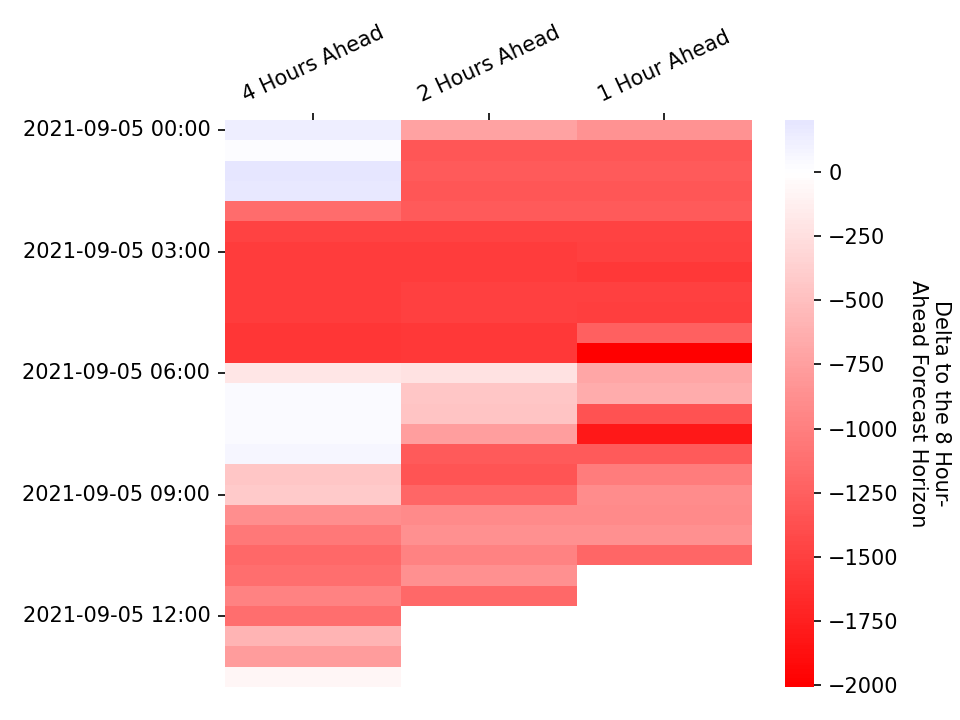 4 Hours Ahead
2 Hours Ahead
1 Hour Ahead
2021-09-05 00:00
2021-09-05 03:00
2021-09-05 06:00
2021-09-05 09:00
2021-09-05 12:00
0
−250
−500
−750
−1000
−1250
−1500
−1750
−2000
Delta to the 8 Hour-
Ahead Forecast Horizon